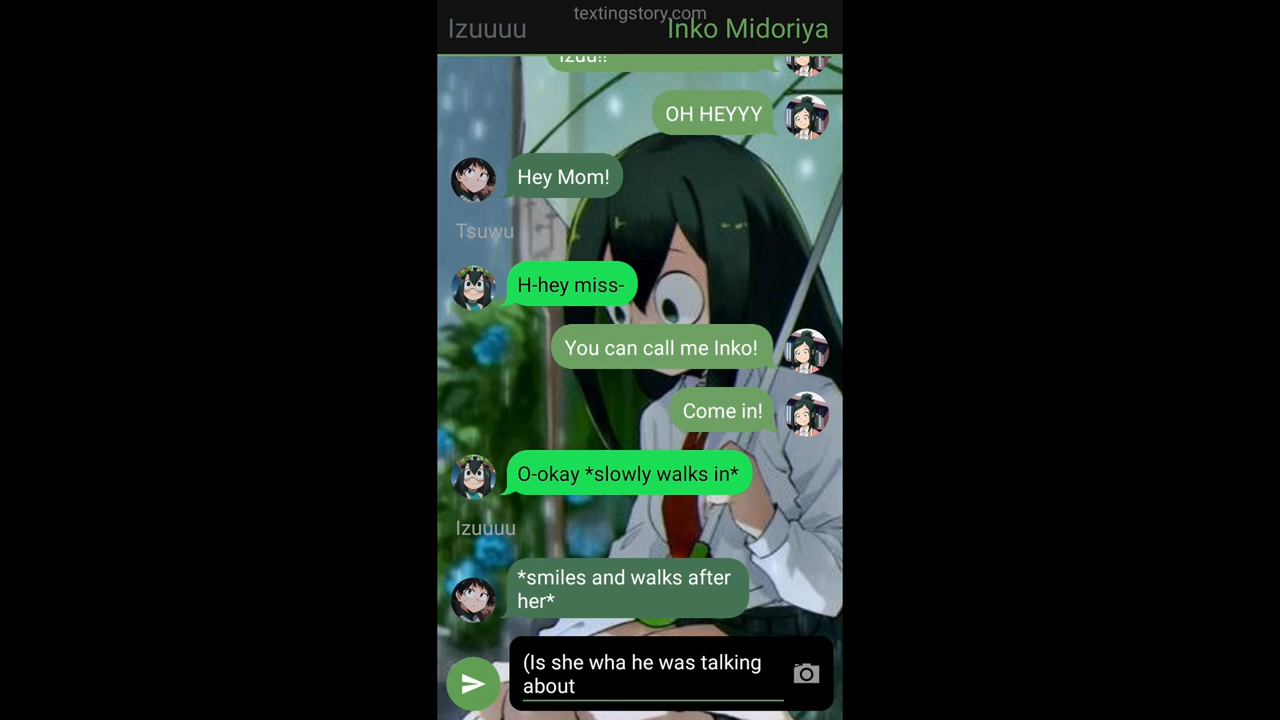 textingstory.com
Izuuuu
Inko Midoriya
Izuu!!
OH HEYYY
Hey Mom!
Tsuwu
H-hey miss-
You can call me Inko!
Come in!
O-okay *slowly walks in*
Izuuuu
*smiles and walks after
her*
(Is she wha he was talking
about